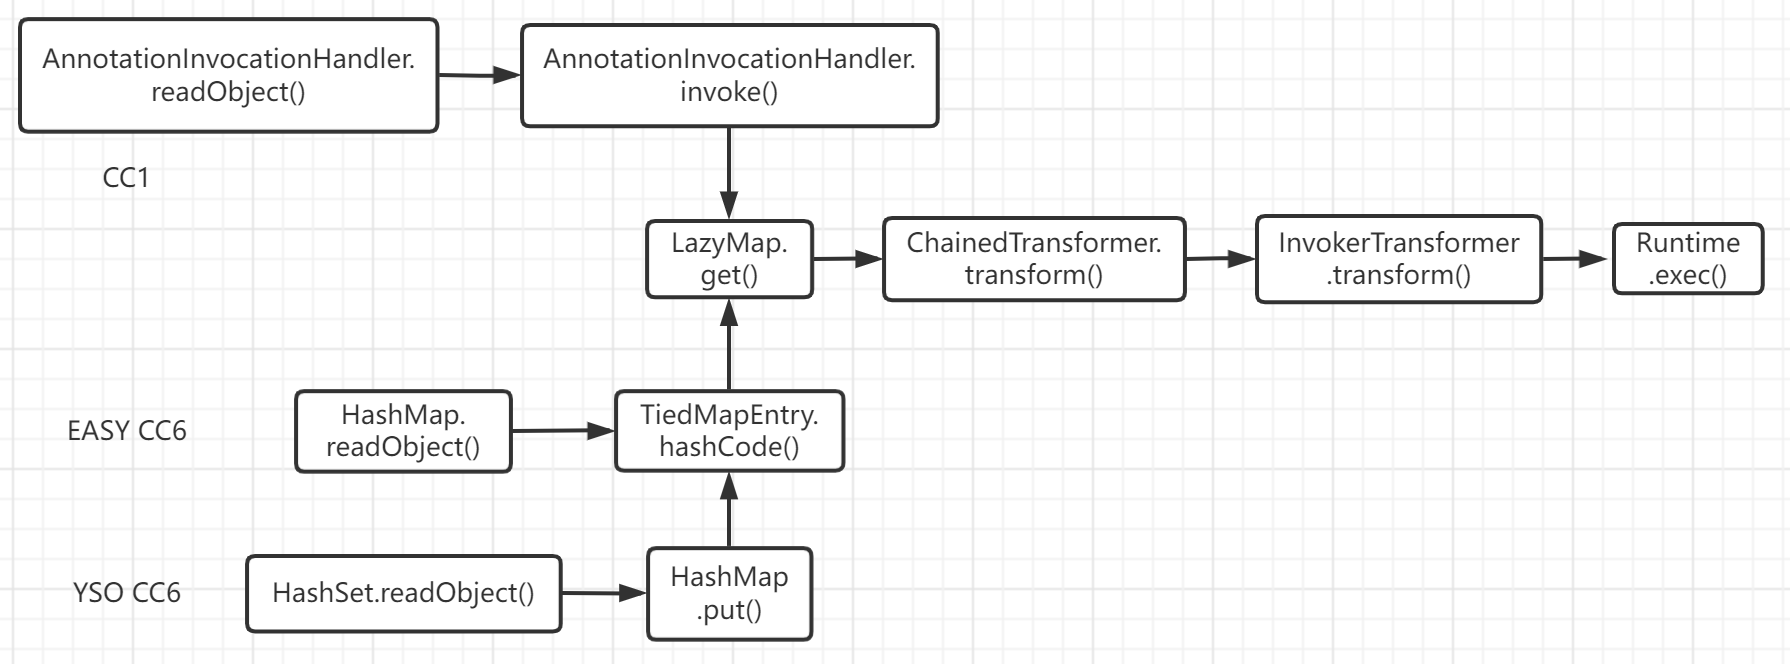 AnnotationInvocationHandler.
readObject()
AnnotationInvocationHandler.
invoke()
CC1
LazyMap.
get()
ChainedTransformer.
transform()
InvokerTransformer
.transform()
Runtime
.exec()
EASY CC6
HashMap.
readObject()
TiedMapEntry.
hashCode()
YSO CC6
HashSet.readObject()
HashMap
.put()